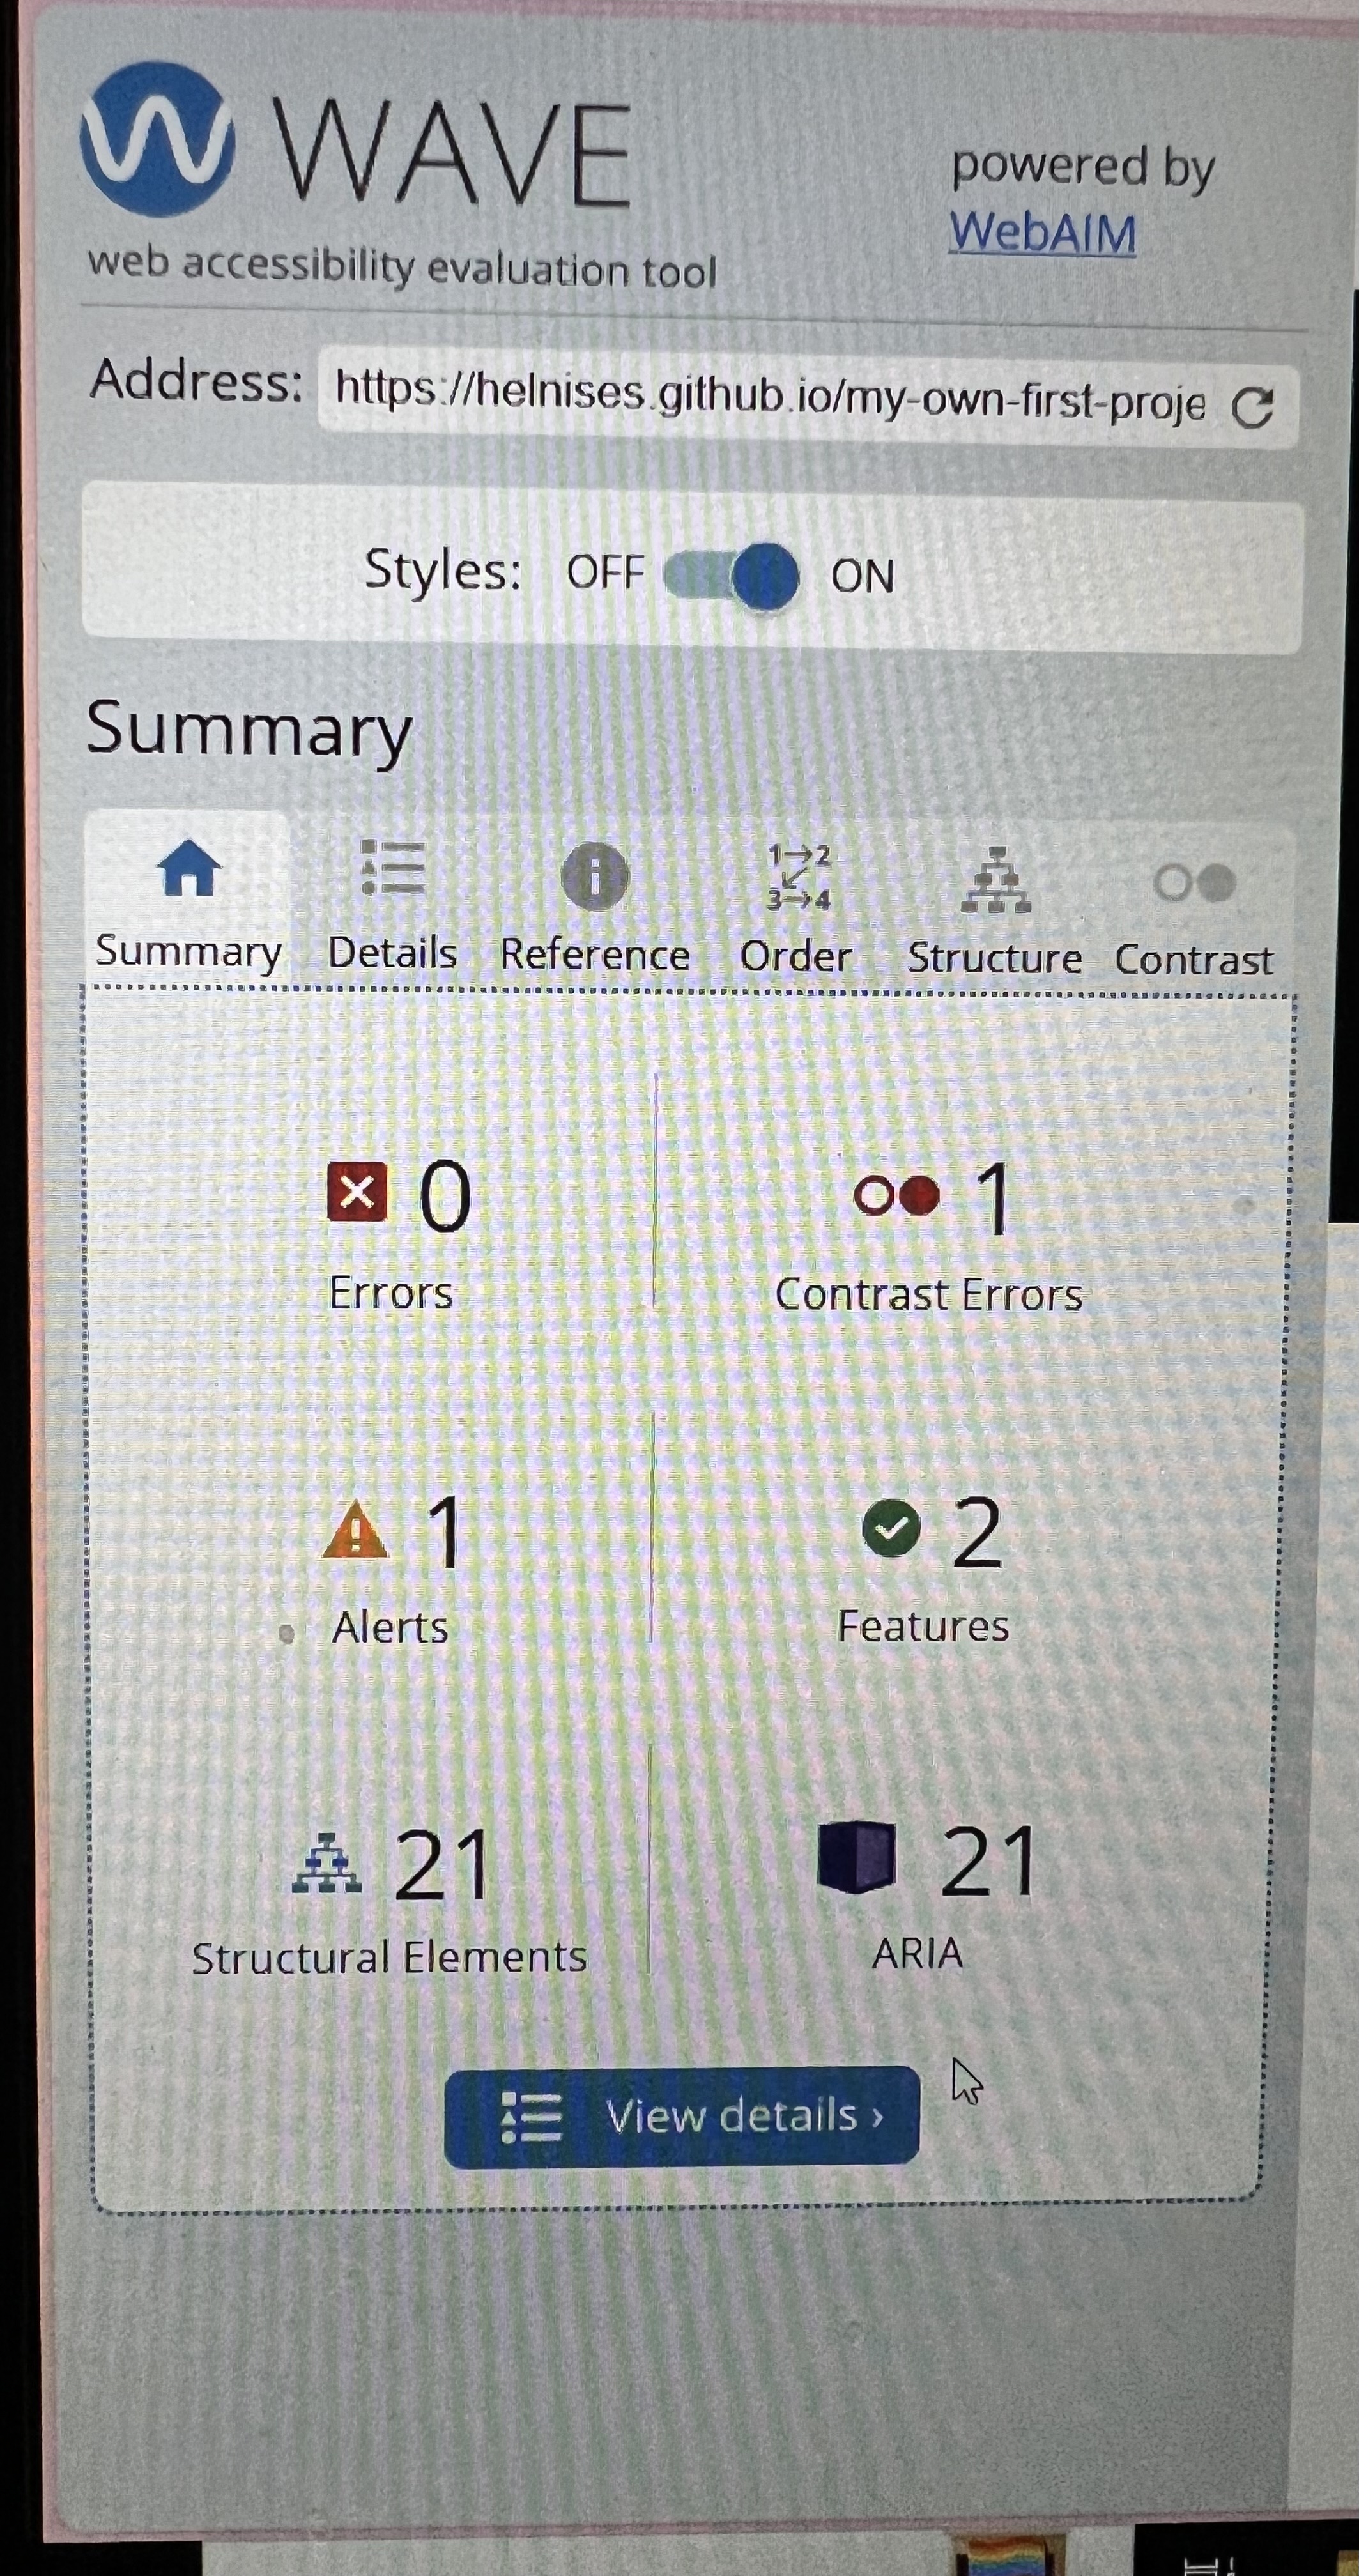 WAVE
powered by
WebAIM
web accessibility evaluation tool
Address: https://helnises.github.io/my-own-first-proje
Styles: OFF ON
Summary
1→2
3→4
Summary Details Reference Order Structure Contrast
0 1
Errors Contrast Errors
1 2
Alerts Features
21 21
Structural Elements ARIA
View details ›